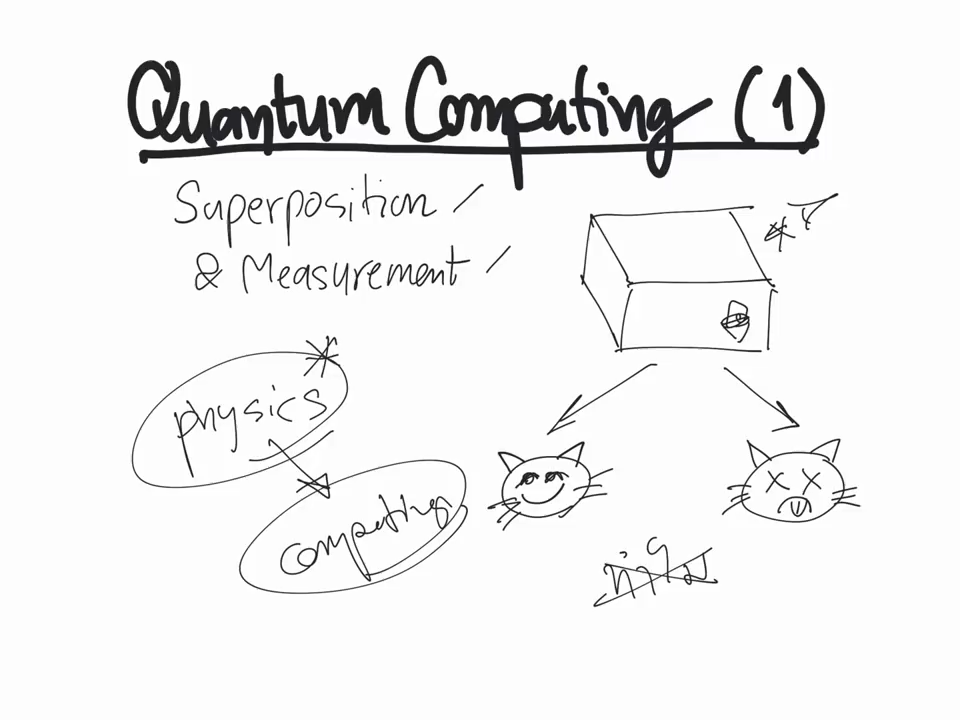 Quantum Computing (1)
Superposition
& Measurement
physics
computing